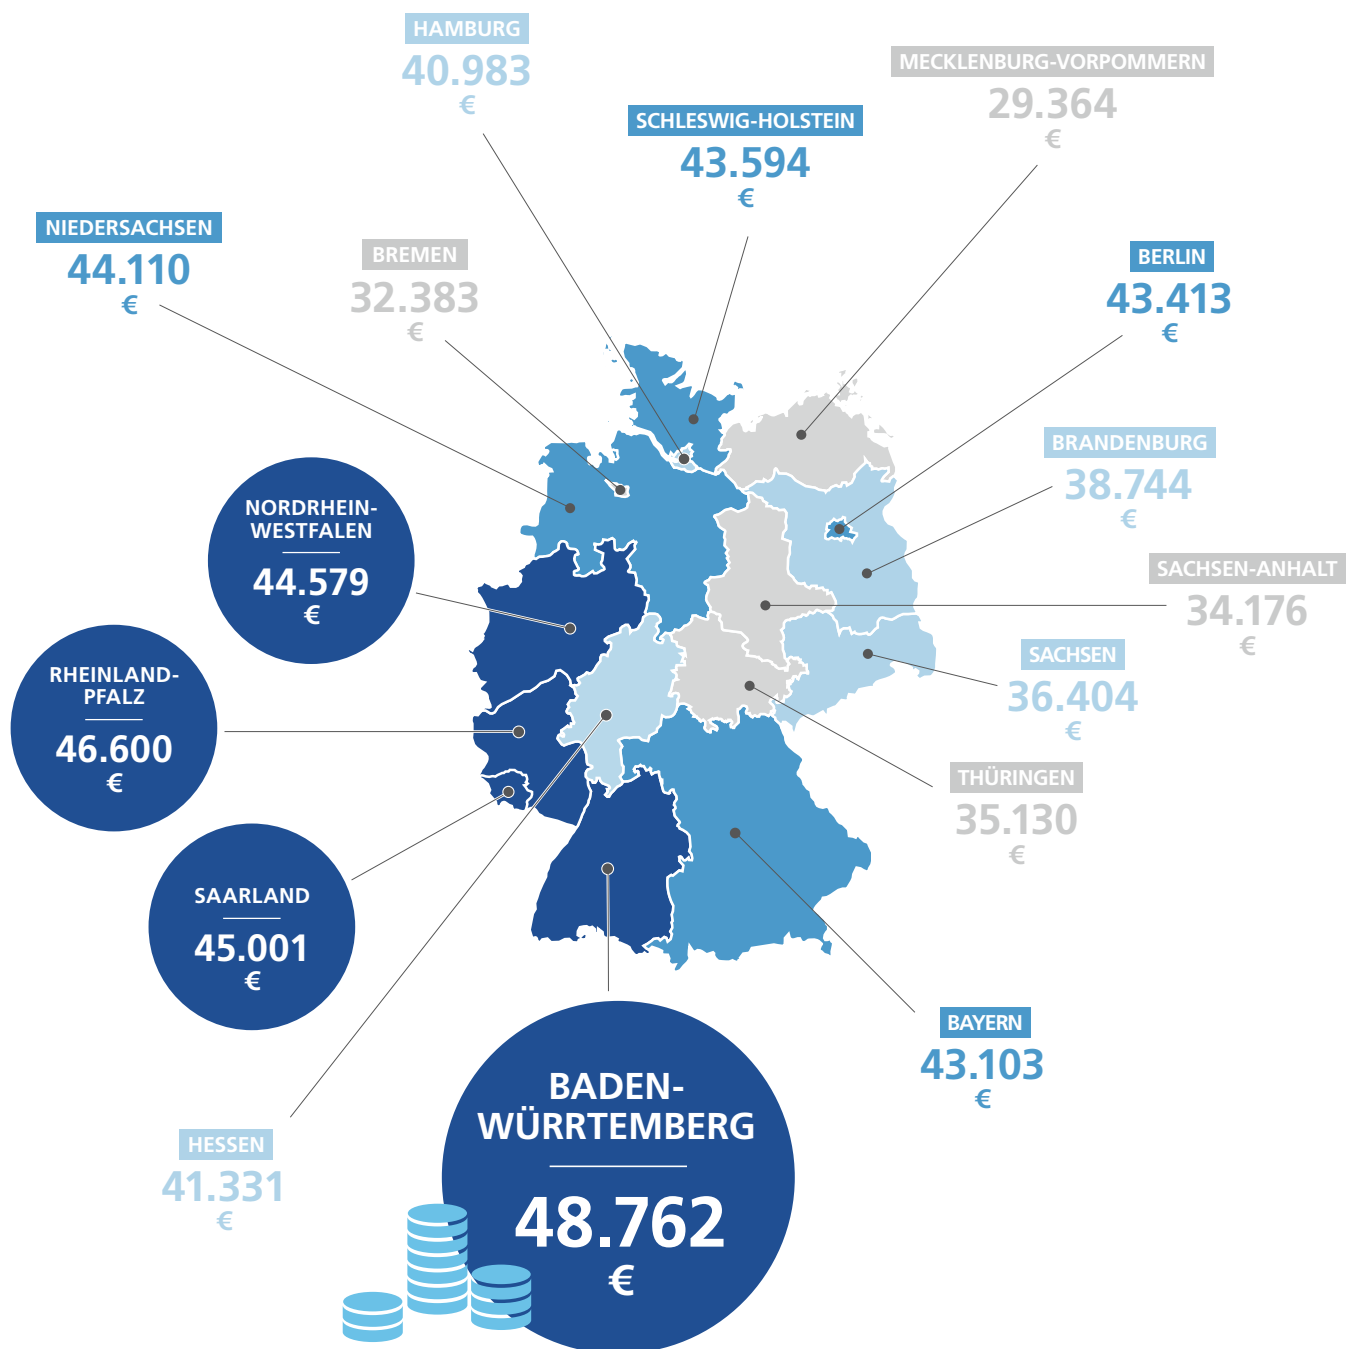 HAMBURG
40.983
€
MECKLENBURG-VORPOMMERN
29.364
€
SCHLESWIG-HOLSTEIN
43.594
€
NIEDERSACHSEN
44.110
€
BREMEN
32.383
€
BERLIN
43.413
€
BRANDENBURG
38.744
€
NORDRHEIN-
WESTFALEN
44.579
€
SACHSEN-ANHALT
34.176
€
RHEINLAND-
PFALZ
46.600
€
SACHSEN
36.404
€
THÜRINGEN
35.130
€
SAARLAND
45.001
€
BAYERN
43.103
€
HESSEN
41.331
€
BADEN-
WÜRRTEMBERG
48.762
€